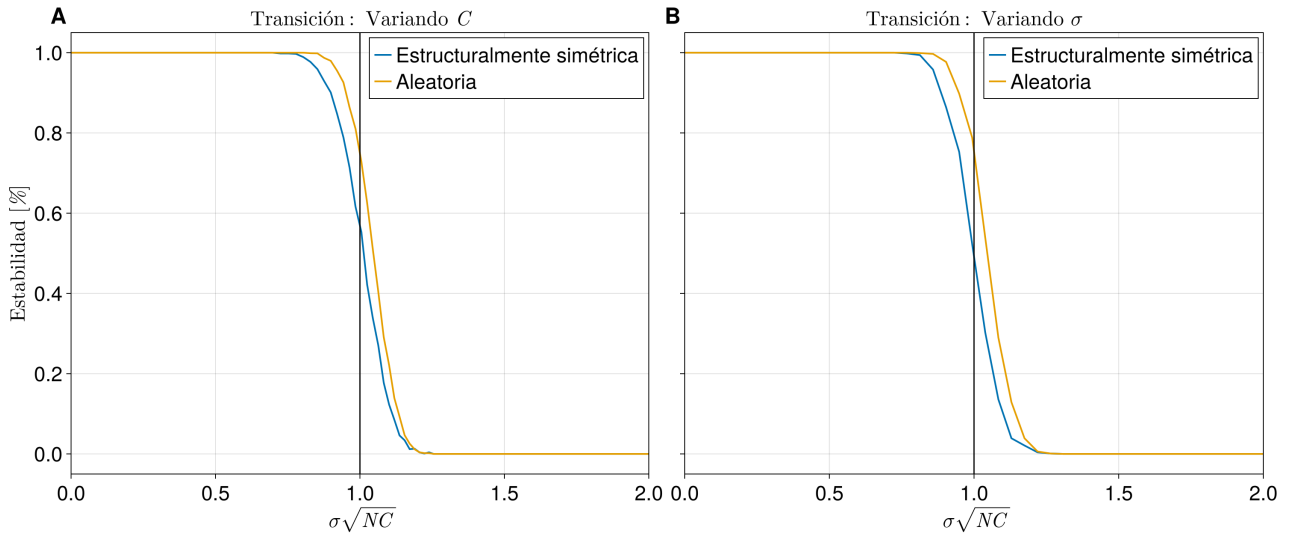 A
Transición: Variando C
1.0
0.8
0.6
0.4
0.2
0.0
Estabilidad [%]
Estructuralmente simétrica
Aleatoria
0.0 0.5 1.0 1.5 2.0
σ√NC
B
Transición: Variando σ
Estructuralmente simétrica
Aleatoria
0.0 0.5 1.0 1.5 2.0
σ√NC